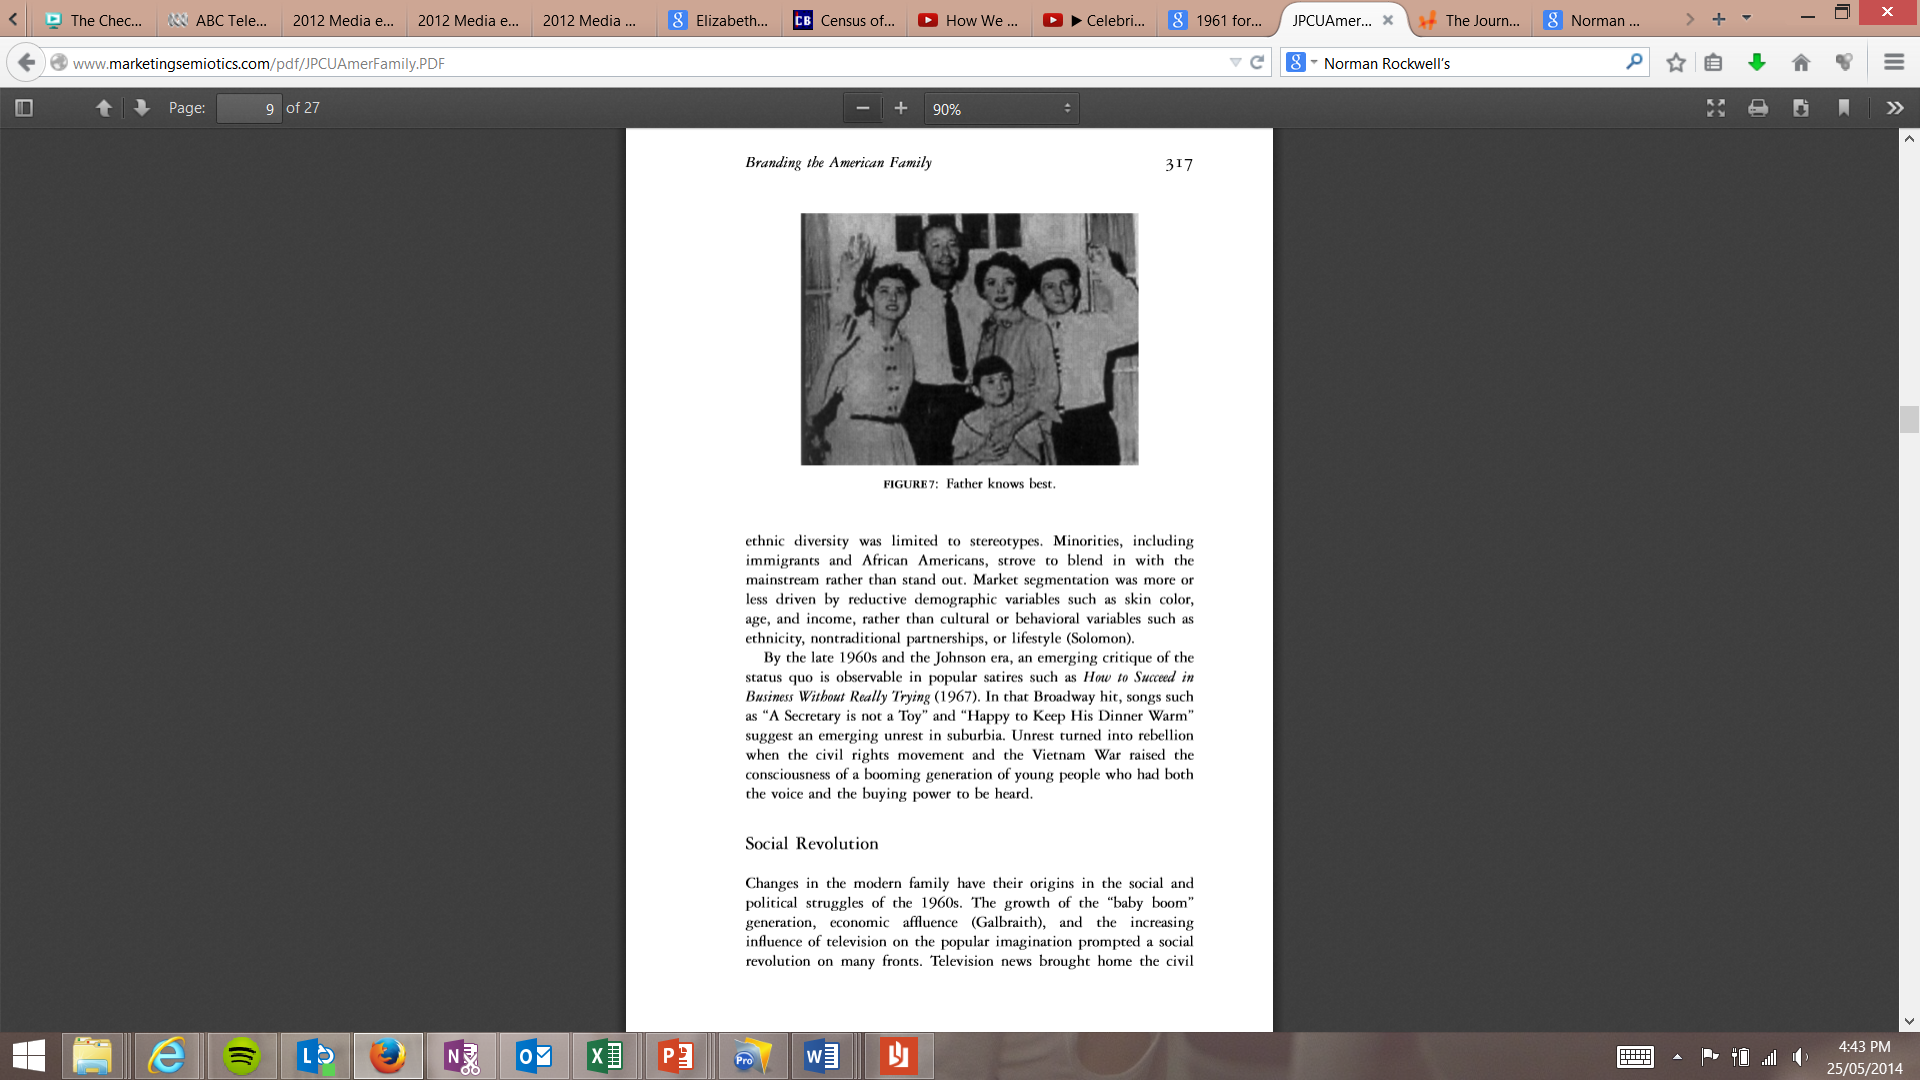 The Chec...
ABC Tele...
2012 Media e...
2012 Media e...
2012 Media ...
Elizabeth...
Census of...
How We ...
▶ Celebri...
1961 for...
JPCUAmer...
The Journ...
Norman ...
www.marketingsemiotics.com/pdf/JPCUAmerFamily.PDF
Norman Rockwell's
Page: 9 of 27
90%
Branding the American Family 317
FIGURE 7: Father knows best.
ethnic diversity was limited to stereotypes. Minorities, including
immigrants and African Americans, strove to blend in with the
mainstream rather than stand out. Market segmentation was more or
less driven by reductive demographic variables such as skin color,
age, and income, rather than cultural or behavioral variables such as
ethnicity, nontraditional partnerships, or lifestyle (Solomon).
By the late 1960s and the Johnson era, an emerging critique of the
status quo is observable in popular satires such as How to Succeed in
Business Without Really Trying (1967). In that Broadway hit, songs such
as “A Secretary is not a Toy” and “Happy to Keep His Dinner Warm”
suggest an emerging unrest in suburbia. Unrest turned into rebellion
when the civil rights movement and the Vietnam War raised the
consciousness of a booming generation of young people who had both
the voice and the buying power to be heard.
Social Revolution
Changes in the modern family have their origins in the social and
political struggles of the 1960s. The growth of the “baby boom”
generation, economic affluence (Galbraith), and the increasing
influence of television on the popular imagination prompted a social
revolution on many fronts. Television news brought home the civil
4:43 PM
25/05/2014